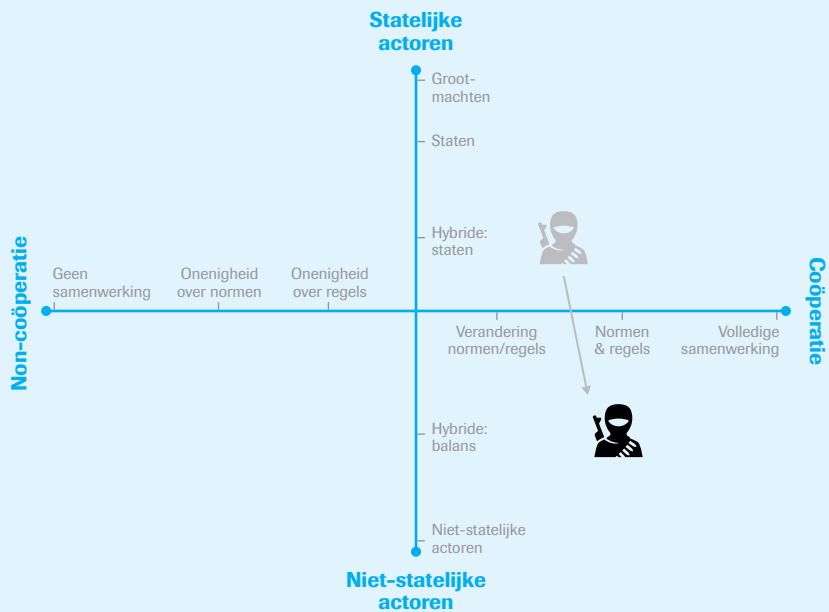 Statelijke
actoren
Groot-
machten
Staten
Hybride:
staten
Non-coöperatie
Geen
samenwerking
Onenigheid
over normen
Onenigheid
over regels
Coöperatie
Verandering
normen/regels
Normen
& regels
Volledige
samenwerking
Hybride:
balans
Niet-statelijke
actoren
Niet-statelijke
actoren